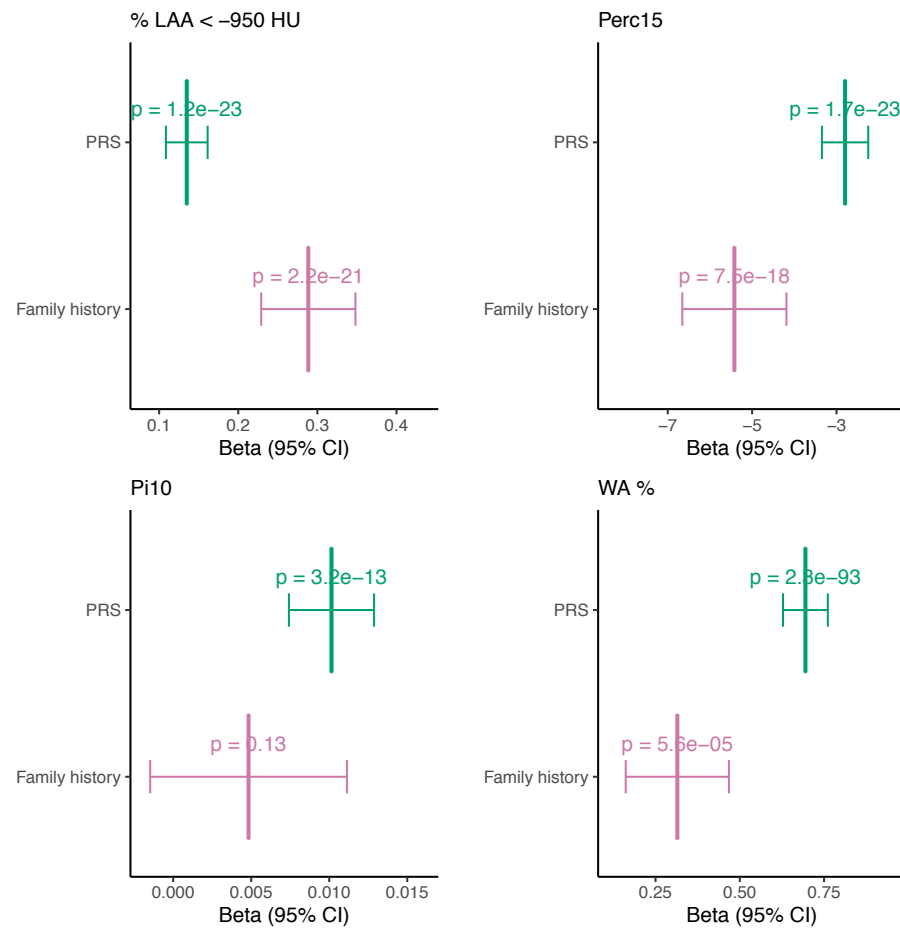 % LAA < −950 HU
p = 1.2e−23
PRS
p = 2.2e−21
Family history
0.1 0.2 0.3 0.4
Beta (95% CI)
Perc15
p = 1.7e−23
PRS
p = 7.5e−18
Family history
−7 −5 −3
Beta (95% CI)
Pi10
p = 3.2e−13
PRS
p = 0.13
Family history
0.000 0.005 0.010 0.015
Beta (95% CI)
WA %
p = 2.8e−93
PRS
p = 5.6e−05
Family history
0.25 0.50 0.75
Beta (95% CI)